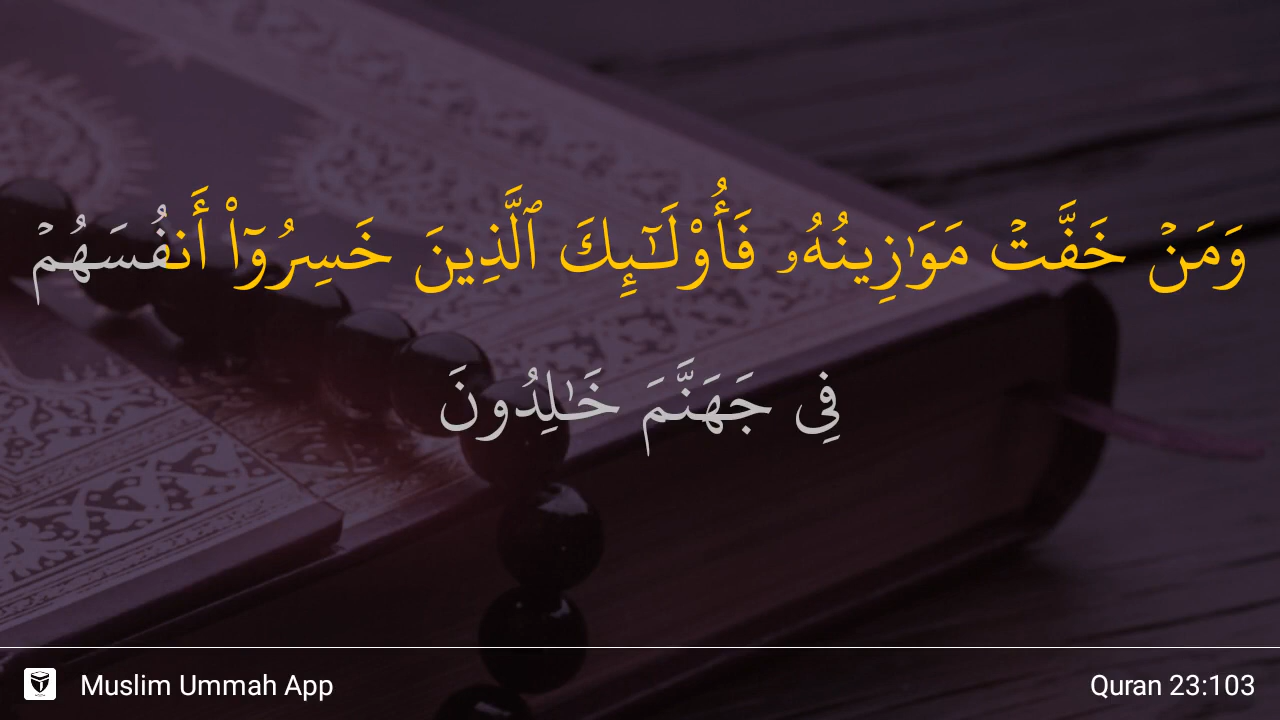 وَمَنۡ خَفَّتۡ مَوَٰزِينُهُۥ فَأُوْلَـٰٓئِكَ ٱلَّذِينَ خَسِرُوٓاْ أَنفُسَهُمۡ
فِى جَهَنَّمَ خَـٰلِدُونَ
Muslim Ummah App
Quran 23:103